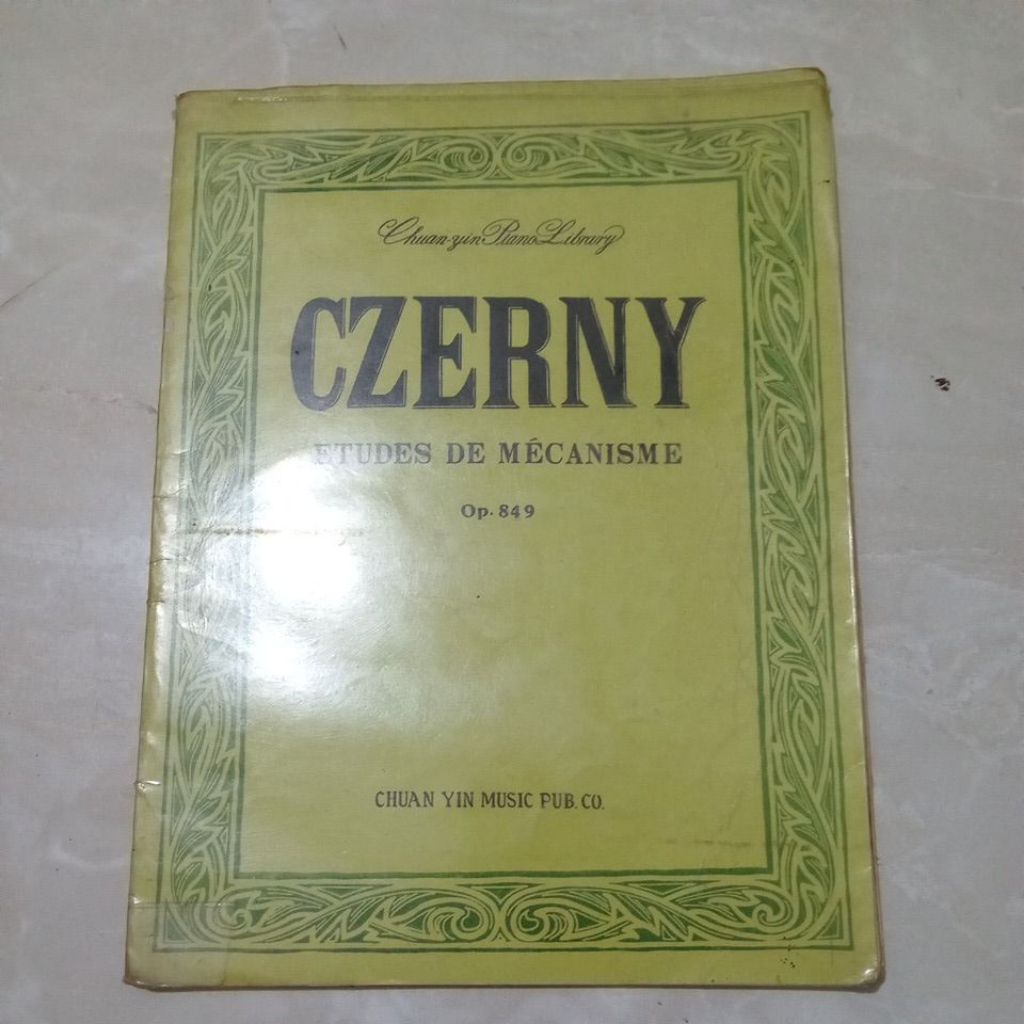 Chuan-yin Piano Library
CZERNY
ETUDES DE MÉCANISME
Op. 849
CHUAN YIN MUSIC PUB. CO.